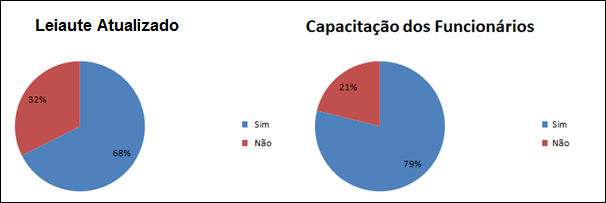 Leiaute Atualizado
32%
68%
Sim
Não
Capacitação dos Funcionários
21%
79%
Sim
Não